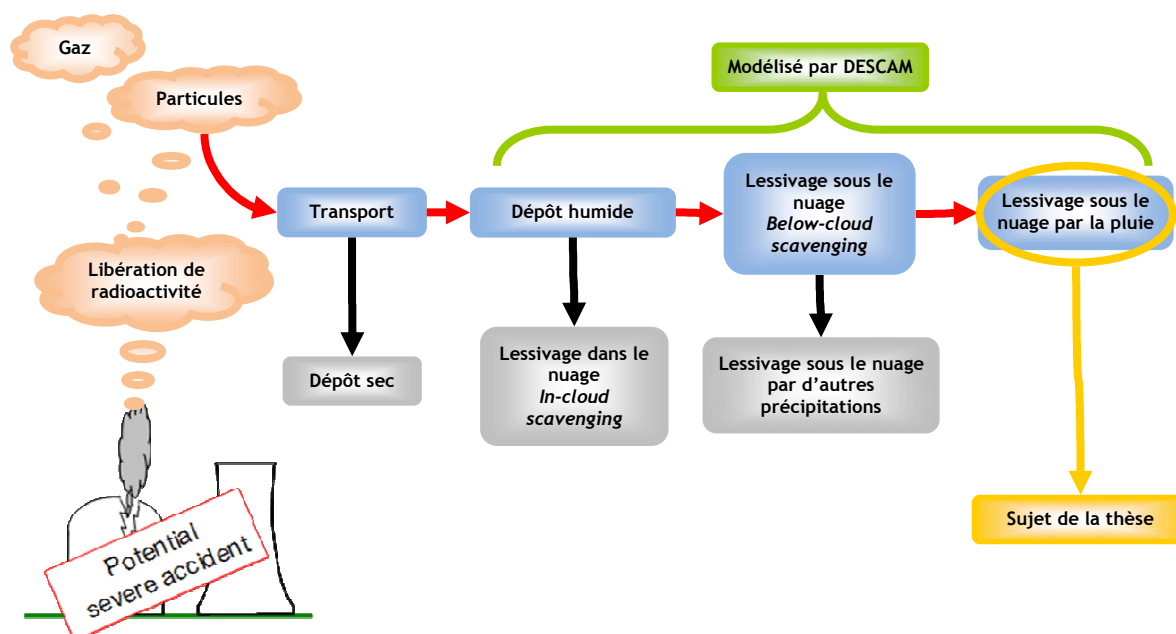 Gaz
Particules
Modélisé par DESCAM
Transport
Dépôt humide
Lessivage sous le
nuage
Below-cloud
scavenging
Lessivage sous le
nuage par la pluie
Libération de
radioactivité
Dépôt sec
Lessivage dans le
nuage
In-cloud
scavenging
Lessivage sous le nuage
par d'autres
précipitations
Sujet de la thèse
Potential
severe accident